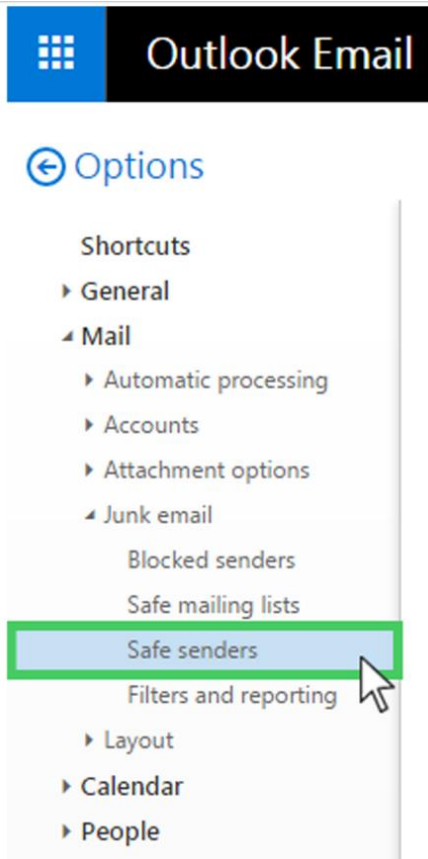 Outlook Email
Options
Shortcuts
General
Mail
Automatic processing
Accounts
Attachment options
Junk email
Blocked senders
Safe mailing lists
Safe senders
Filters and reporting
Layout
Calendar
People